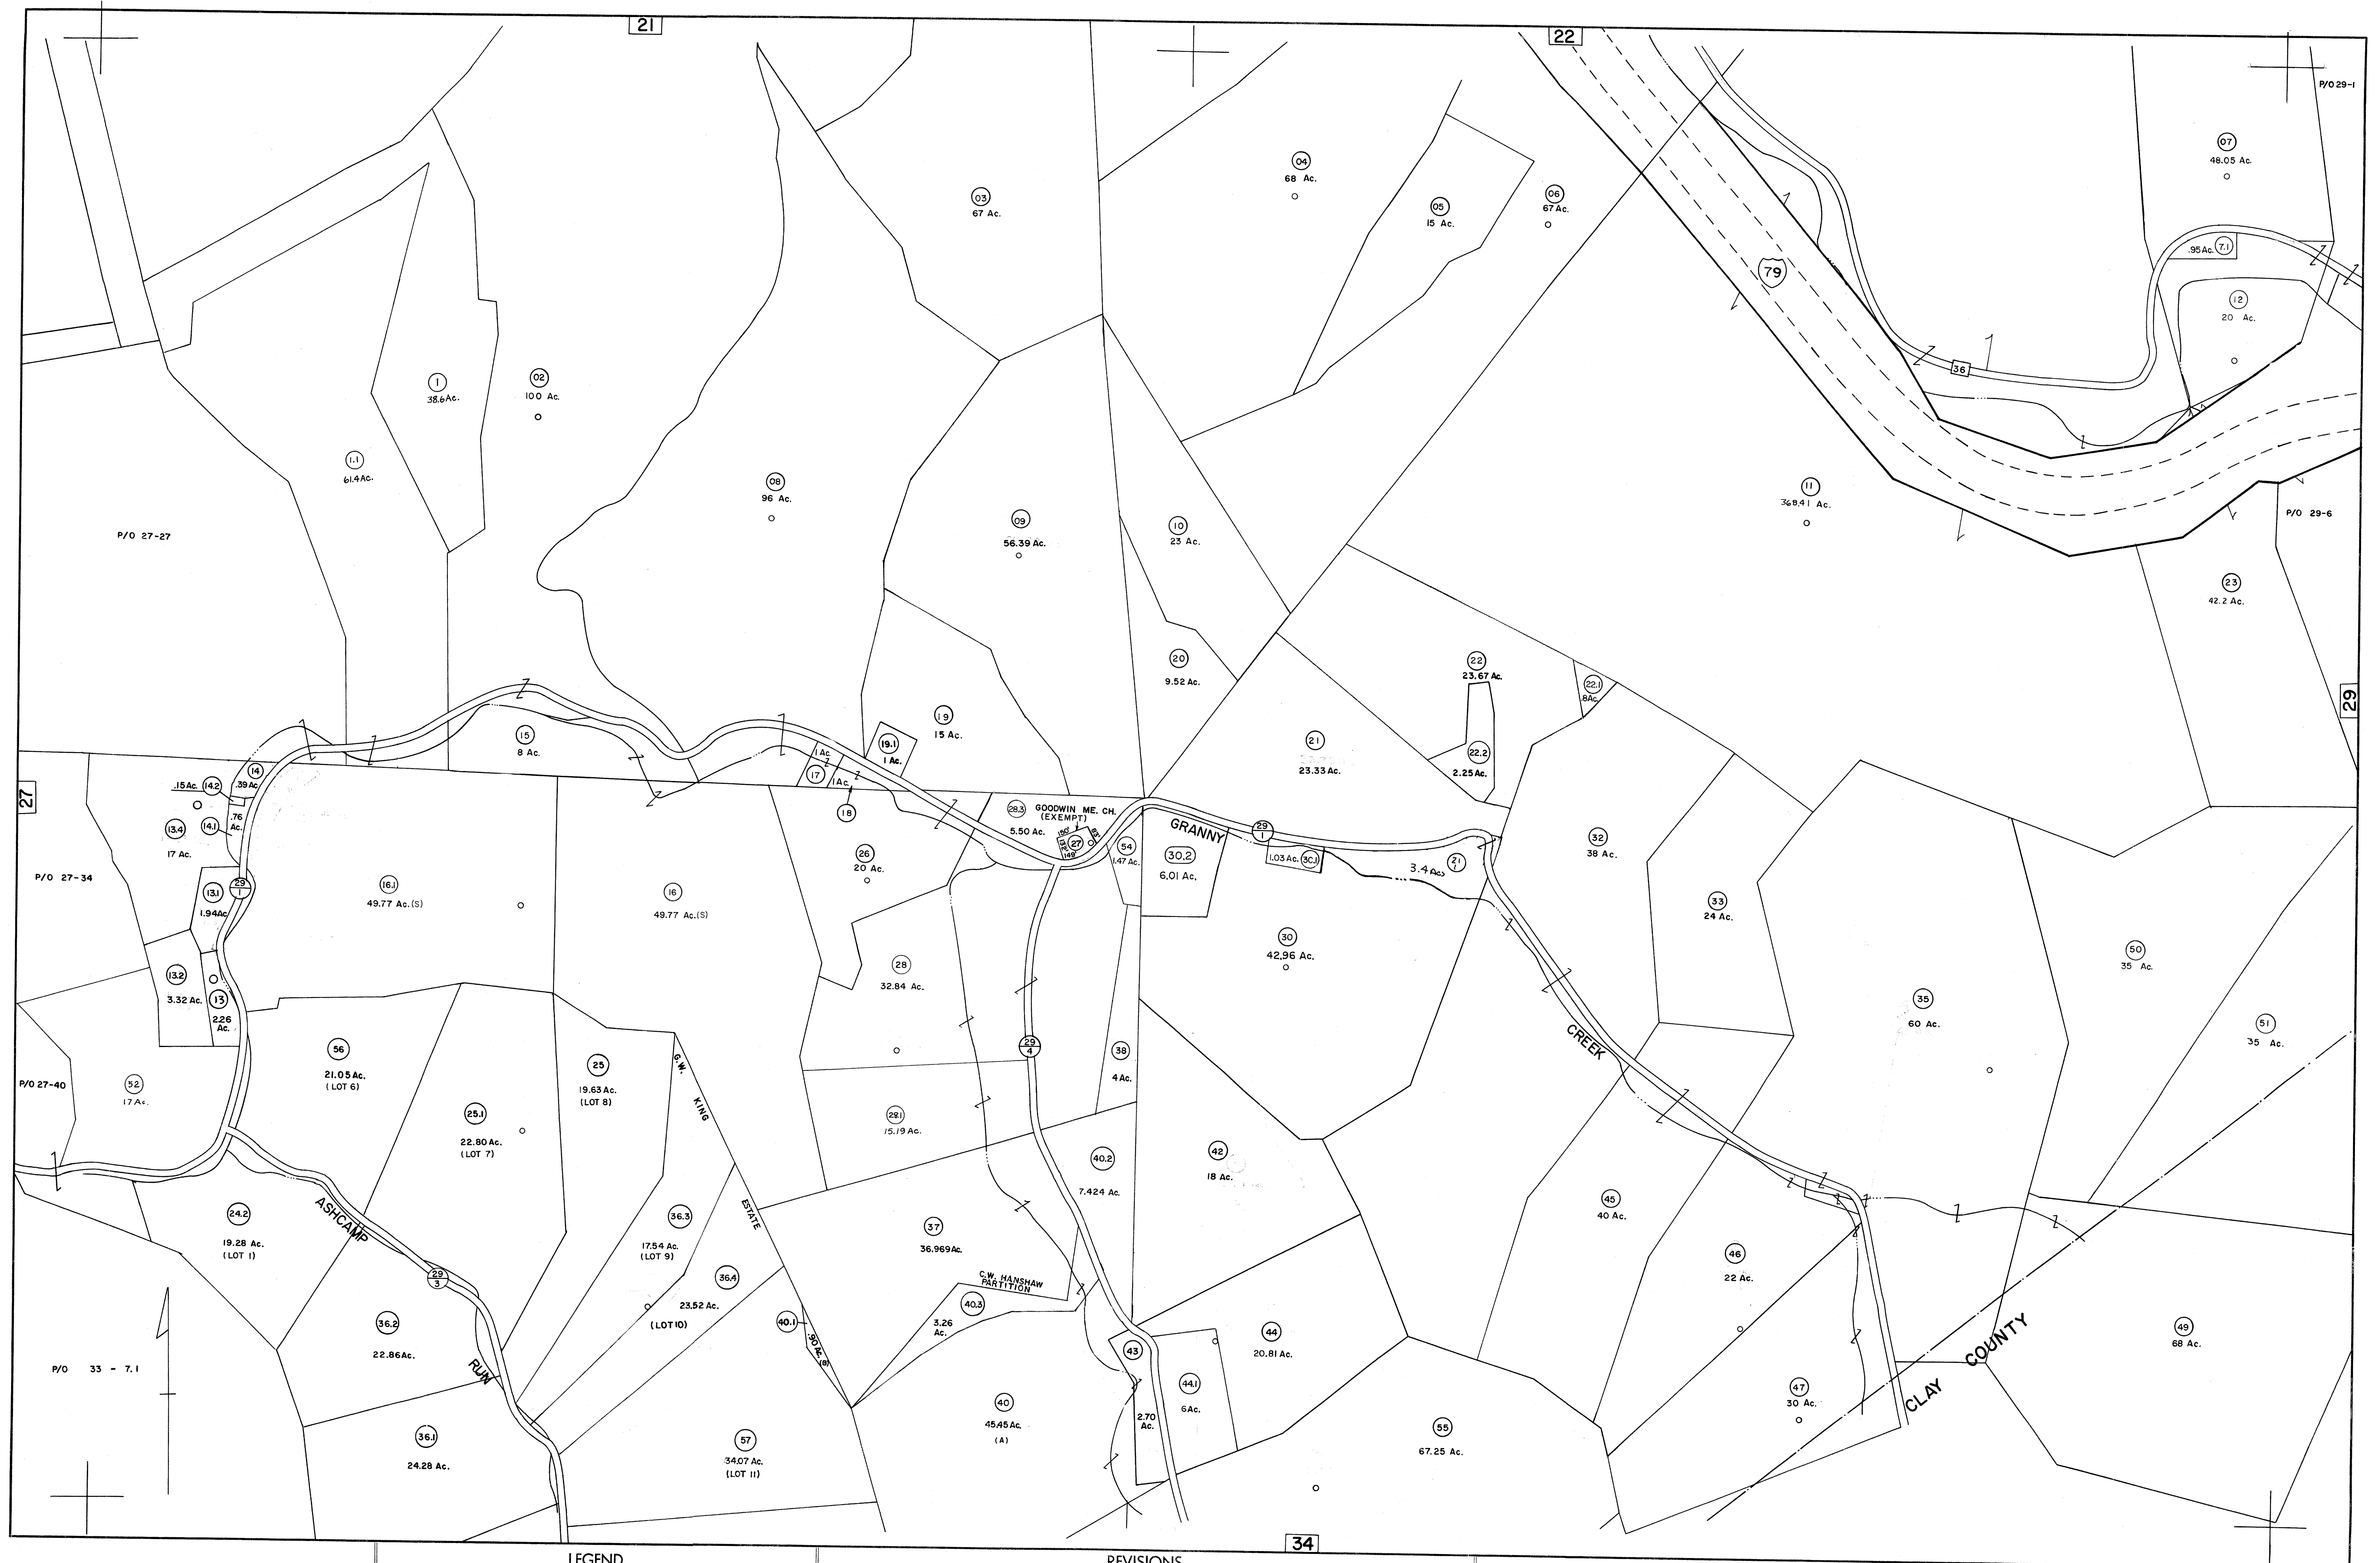 21
22
P/O 29-1
07
48.05 Ac.
04
68 Ac.
03
67 Ac.
05
15 Ac.
06
67 Ac.
.95 Ac. 7.1
79
12
20 Ac.
36
1
38.6 Ac.
02
100 Ac.
1.1
61.4 Ac.
08
96 Ac.
09
56.39 Ac.
10
23 Ac.
11
368.41 Ac.
P/O 29-6
P/O 27-27
23
42.2 Ac.
20
9.52 Ac.
22
23.67 Ac.
22.1
.8 Ac.
29
19
15 Ac.
19.1
1 Ac.
15
8 Ac.
21
23.33 Ac.
22.2
2.25 Ac.
1 Ac.
17
1 Ac.
18
14
.39 Ac.
.15 Ac. 14.2
27
.76
Ac.
14.1
13.4
17 Ac.
28.3
5.50 Ac.
GOODWIN ME. CH.
(EXEMPT)
150'
83'
132'
149'
27
54
1.47 Ac.
GRANNY
29
1
30.2
6.01 Ac.
1.03 Ac. 30.1
3.4 Acs
21
1
32
38 Ac.
26
20 Ac.
P/O 27-34
13.1
1.94 Ac.
29
1
16.1
49.77 Ac. (S)
16
49.77 Ac. (S)
33
24 Ac.
30
42.96 Ac.
50
35 Ac.
28
32.84 Ac.
13.2
3.32 Ac.
13
2.26
Ac.
35
60 Ac.
51
35 Ac.
CREEK
29
4
38
4 Ac.
56
21.05 Ac.
(LOT 6)
25
19.63 Ac.
(LOT 8)
G.W.
KING
ESTATE
P/O 27-40
52
17 Ac.
25.1
22.80 Ac.
(LOT 7)
28.1
15.19 Ac.
40.2
7.424 Ac.
42
18 Ac.
45
40 Ac.
24.2
19.28 Ac.
(LOT 1)
ASHCAMP
36.3
17.54 Ac.
(LOT 9)
37
36.969 Ac.
46
22 Ac.
29
3
36.4
23.52 Ac.
(LOT 10)
C.W. HANSHAW
PARTITION
40.3
3.26
Ac.
40.1
.90 Ac.
(B)
36.2
22.86 Ac.
43
44
20.81 Ac.
49
68 Ac.
COUNTY
CLAY
P/O 33 - 7.1
RUN
44.1
6 Ac.
47
30 Ac.
40
45.45 Ac.
(A)
2.70
Ac.
55
67.25 Ac.
36.1
24.28 Ac.
57
34.07 Ac.
(LOT 11)
34
LEGEND
REVISIONS